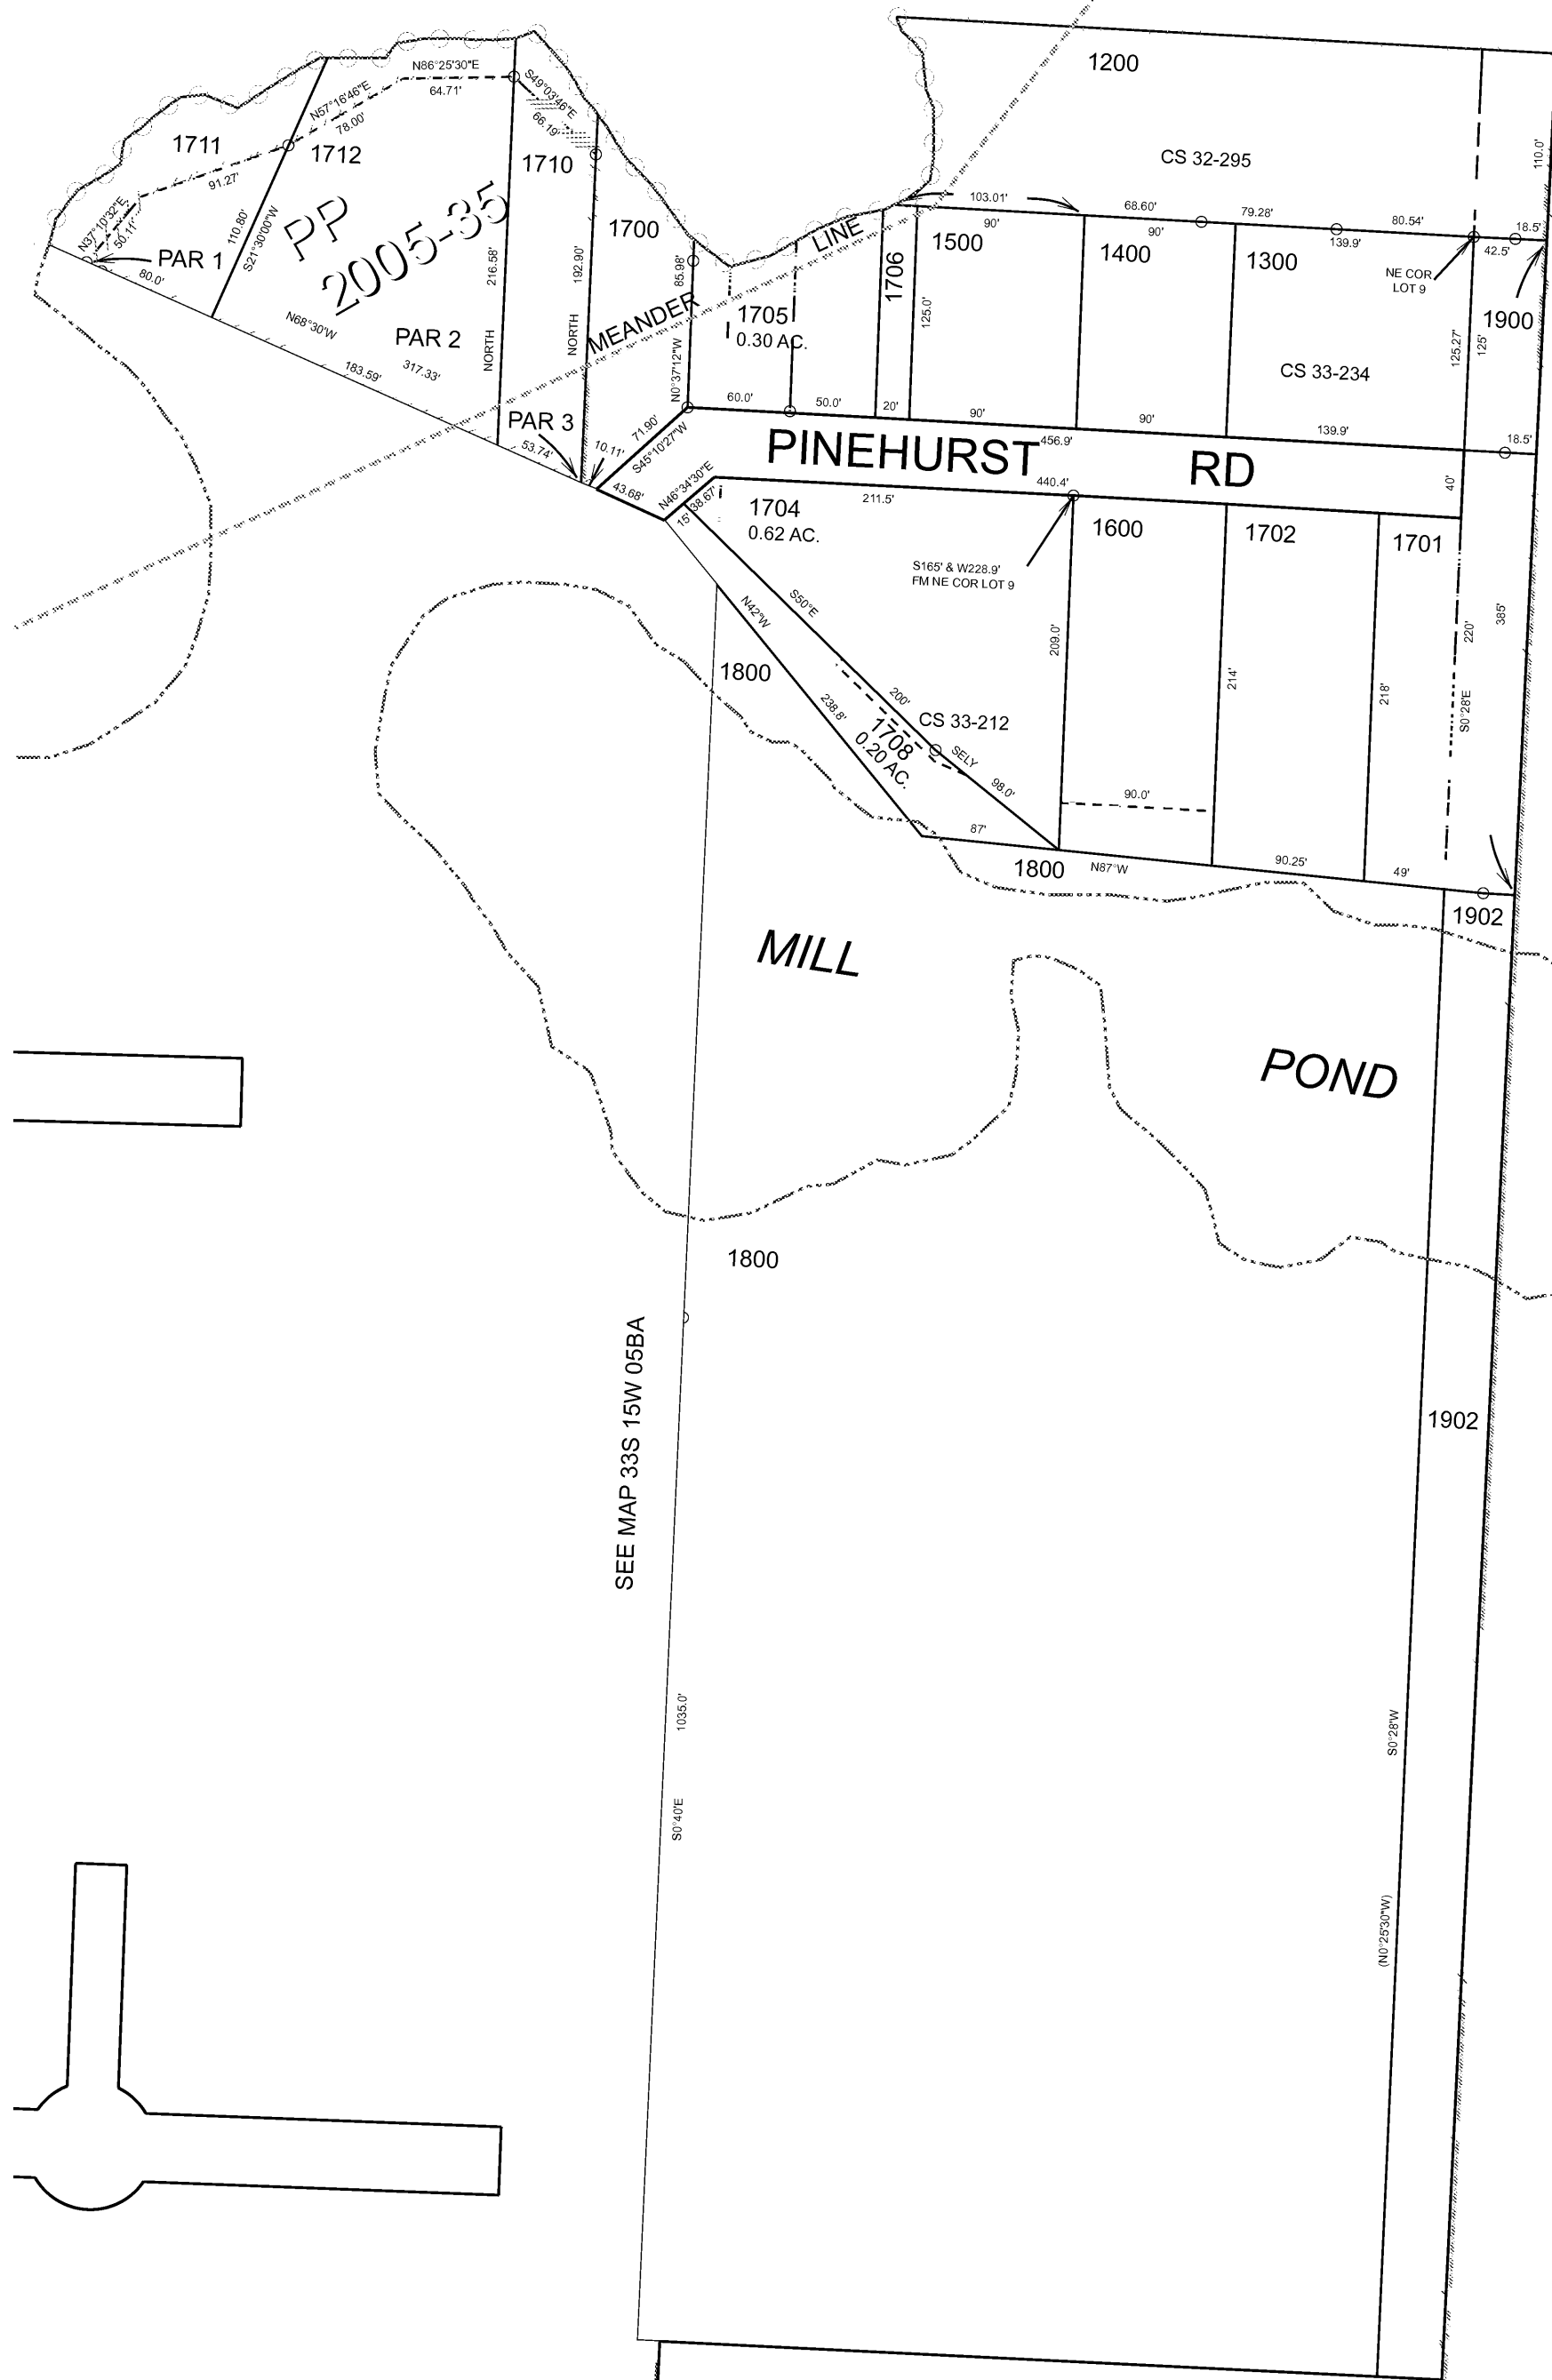 1200
N86°25'30"E
64.71'
S49°03'46"E
66.19'
N57°16'46"E
78.00'
1711
1712
1710
CS 32-295
110.0'
91.27'
N37°10'32"E
50.11'
110.80'
S21°30'00"W
PP
2005-35
PAR 1
80.0'
103.01'
68.60'
79.28'
80.54'
18.5'
90'
90'
139.9'
42.5'
1700
LINE
1706
1500
1400
1300
NE COR
LOT 9
216.58'
192.90'
85.98'
125.0'
MEANDER
1705
0.30 AC.
1900
N68°30'W
PAR 2
317.33'
183.59'
NORTH
NORTH
N0°37'12"W
125.27'
125'
CS 33-234
PAR 3
53.74'
10.11'
71.90'
S45°10'27"W
43.68'
60.0'
50.0'
20'
90'
90'
139.9'
18.5'
PINEHURST RD
456.9'
440.4'
40'
N46°34'30"E
15'
38.67'
211.5'
1704
0.62 AC.
1600
1702
1701
S165' & W228.9'
FM NE COR LOT 9
S50°E
N42°W
209.0'
214'
218'
220'
385'
S0°28'E
1800
200'
238.8'
CS 33-212
1708
0.20 AC.
SELY
98.0'
90.0'
87'
1800
N87°W
90.25'
49'
1902
MILL
POND
1800
SEE MAP 33S 15W 05BA
1902
1035.0'
S0°40'E
S0°28'W
(N0°25'30"W)